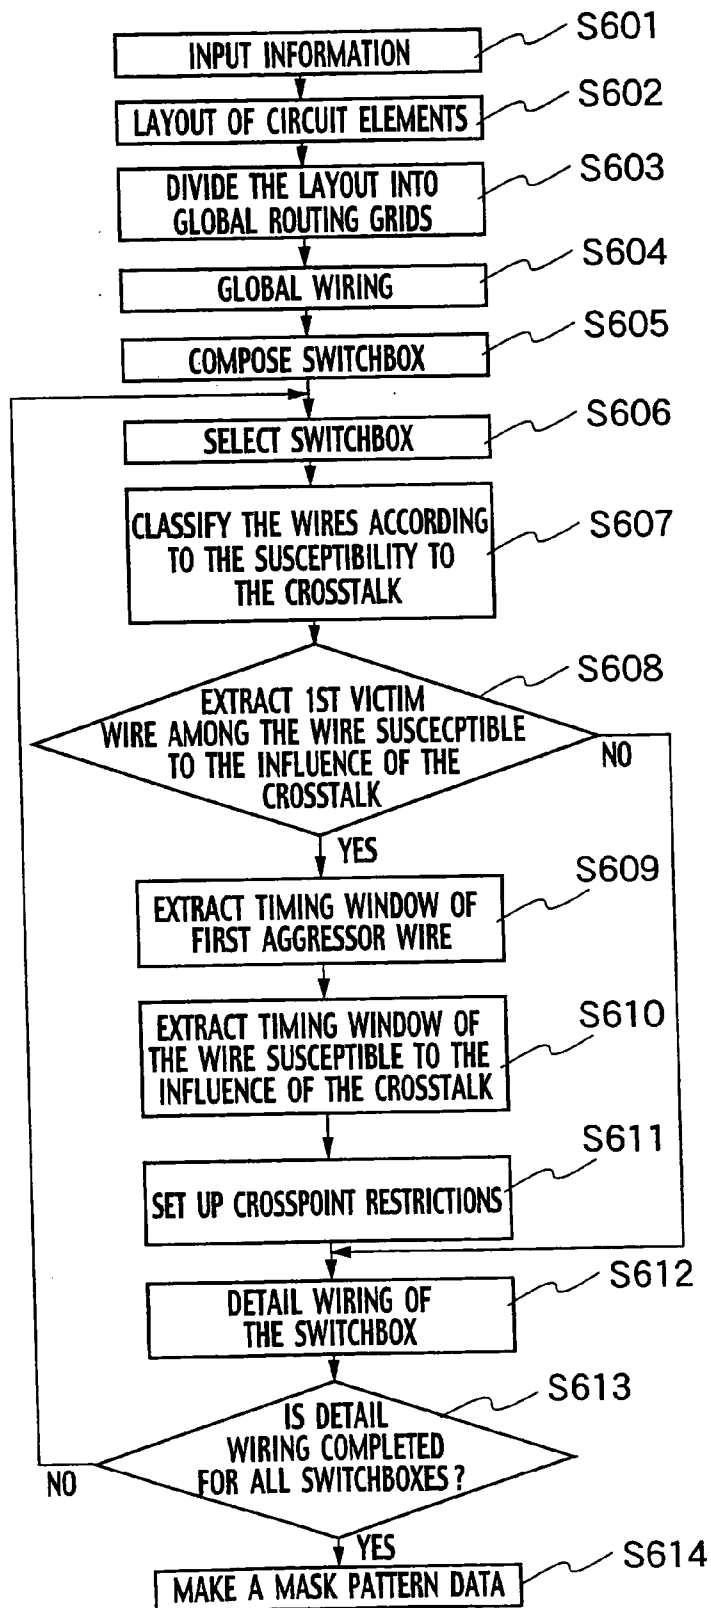 S601
INPUT INFORMATION
S602
LAYOUT OF CIRCUIT ELEMENTS
S603
DIVIDE THE LAYOUT INTO
GLOBAL ROUTING GRIDS
S604
GLOBAL WIRING
S605
COMPOSE SWITCHBOX
S606
SELECT SWITCHBOX
S607
CLASSIFY THE WIRES ACCORDING
TO THE SUSCEPTIBILITY TO
THE CROSSTALK
S608
EXTRACT 1ST VICTIM
WIRE AMONG THE WIRE SUSCECPTIBLE
TO THE INFLUENCE OF THE
CROSSTALK
NO
YES
S609
EXTRACT TIMING WINDOW OF
FIRST AGGRESSOR WIRE
S610
EXTRACT TIMING WINDOW OF
THE WIRE SUSCEPTIBLE TO THE
INFLUENCE OF THE CROSSTALK
S611
SET UP CROSSPOINT RESTRICTIONS
S612
DETAIL WIRING OF
THE SWITCHBOX
S613
IS DETAIL
WIRING COMPLETED
FOR ALL SWITCHBOXES ?
NO
YES
S614
MAKE A MASK PATTERN DATA